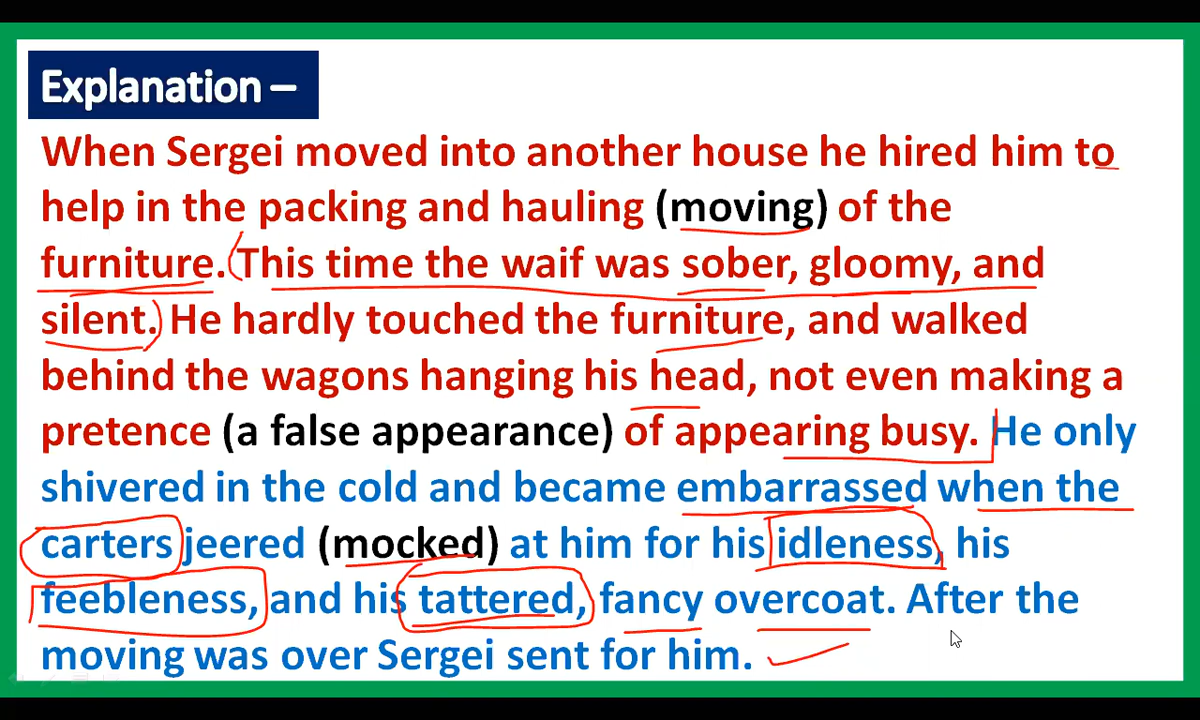 Explanation –
When Sergei moved into another house he hired him to
help in the packing and hauling (moving) of the
furniture. This time the waif was sober, gloomy, and
silent. He hardly touched the furniture, and walked
behind the wagons hanging his head, not even making a
pretence (a false appearance) of appearing busy. He only
shivered in the cold and became embarrassed when the
carters jeered (mocked) at him for his idleness, his
feebleness, and his tattered, fancy overcoat. After the
moving was over Sergei sent for him.